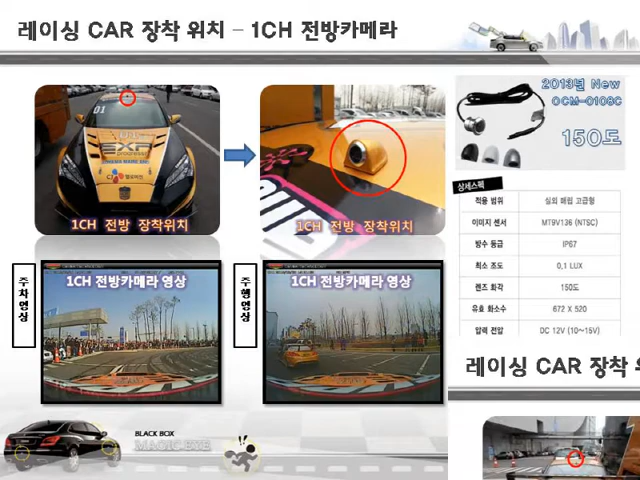 레이싱 CAR 장착 위치 – 1CH 전방카메라
2013년 New
OCM-0108C
150도
01
EXR
CJ
1CH 전방 장착위치
1CH 전방 장착위치
상세스펙
적용 범위 실외 매립 고급형
이미지 센서 MT9V136 (NTSC)
방수 등급 IP67
최소 조도 0.1 LUX
렌즈 화각 150도
유효 화소수 672 X 520
입력 전압 DC 12V (10~15V)
주차영상
1CH 전방카메라 영상
주행영상
1CH 전방카메라 영상
레이싱 CAR 장착
BLACK BOX
MAGIC EYE